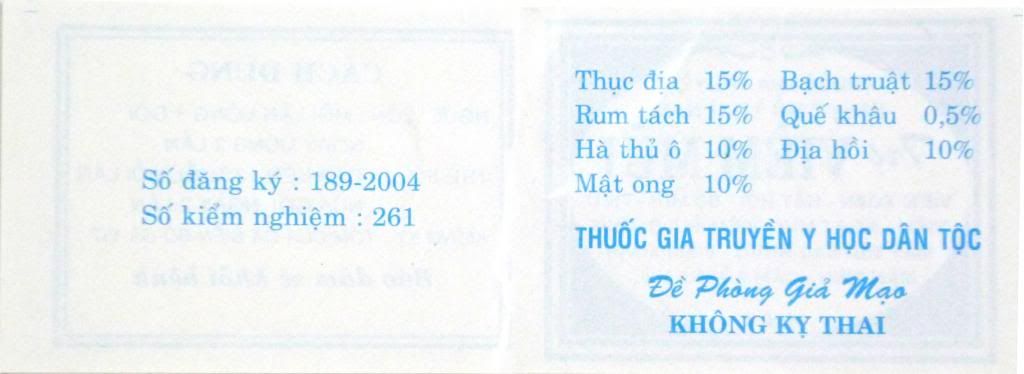 Số đăng ký : 189-2004
Số kiểm nghiệm : 261
Thục địa 15% Bạch truật 15%
Rum tách 15% Quế khâu 0,5%
Hà thủ ô 10% Địa hồi 10%
Mật ong 10%
THUỐC GIA TRUYỀN Y HỌC DÂN TỘC
Đề Phòng Giả Mạo
KHÔNG KỴ THAI